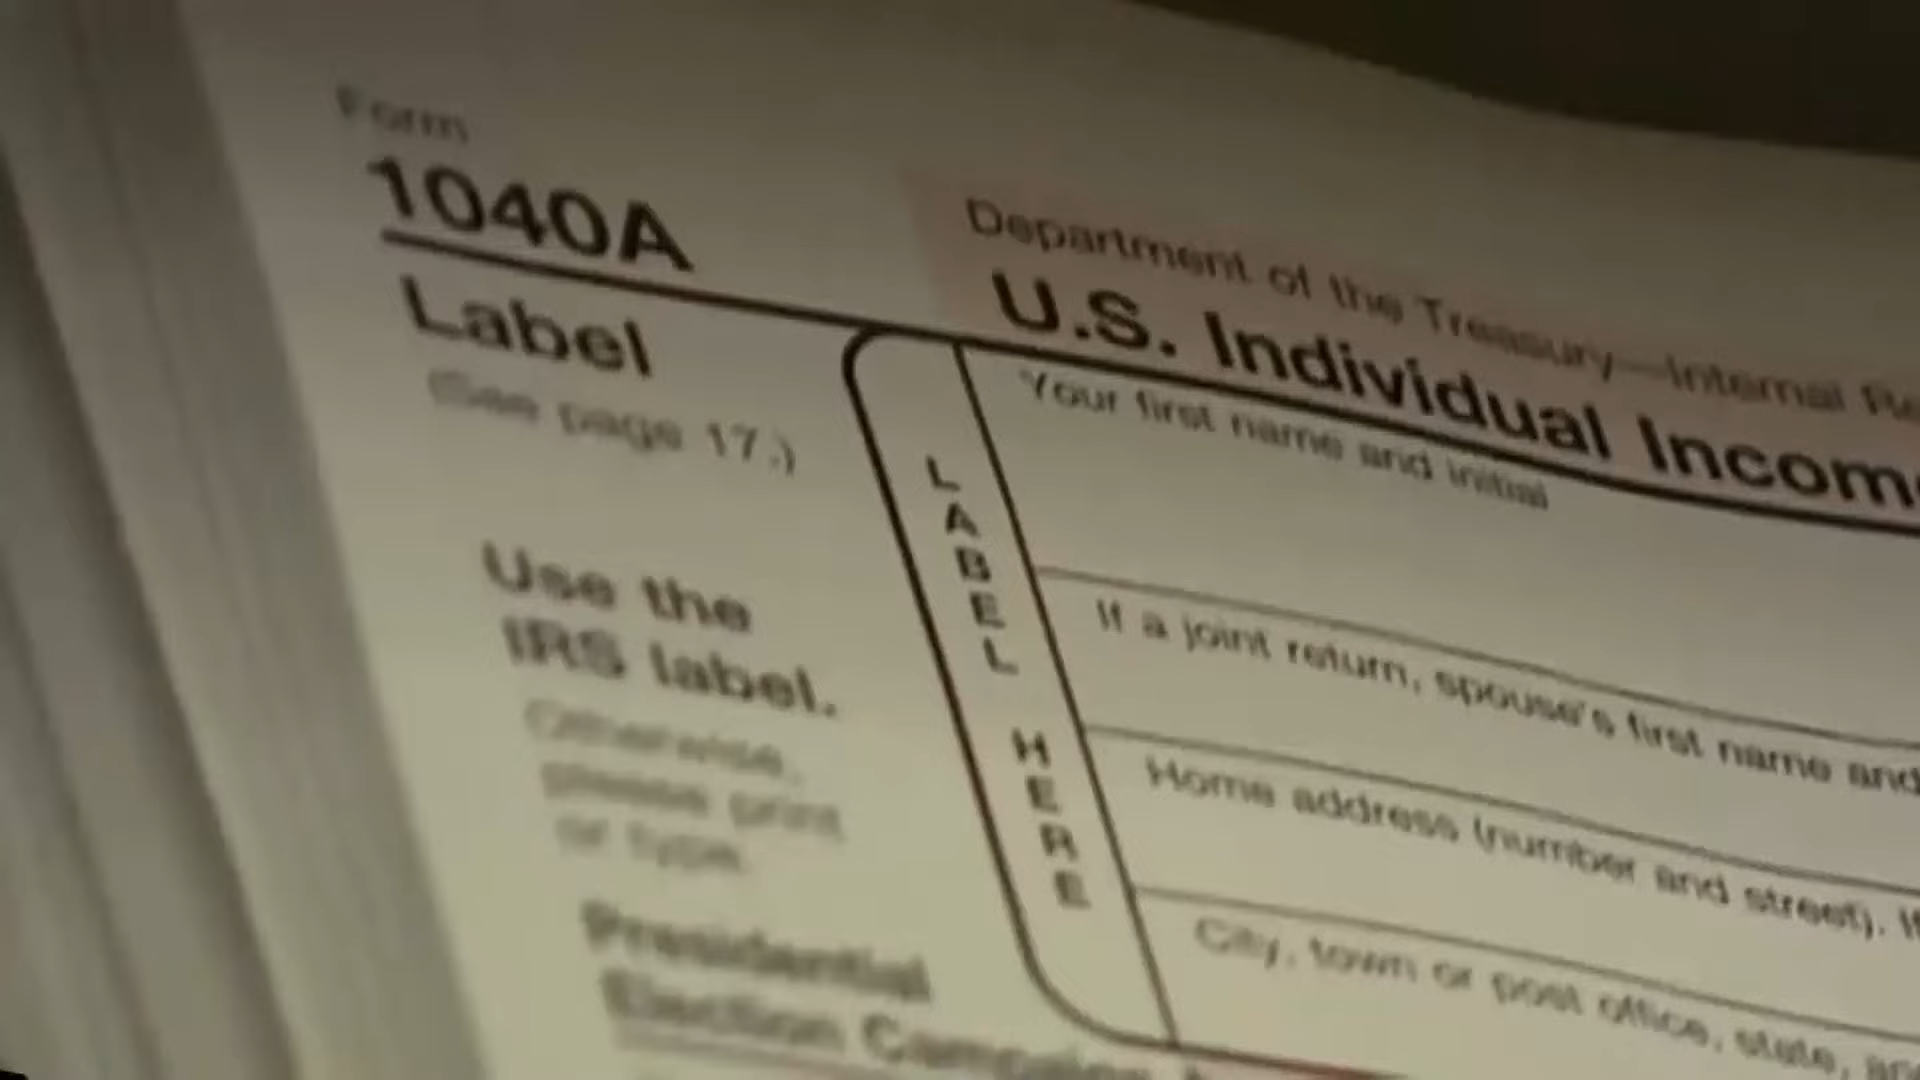 Form
1040A
Department of the Treasury—Internal Re
U.S. Individual Income
Label
(See page 17.)
LABEL HERE
Your first name and initial
If a joint return, spouse's first name and
Home address (number and street). If
City, town or post office, state, and
Use the
IRS label.
Otherwise,
please print
or type.
Presidential
Election Campaign